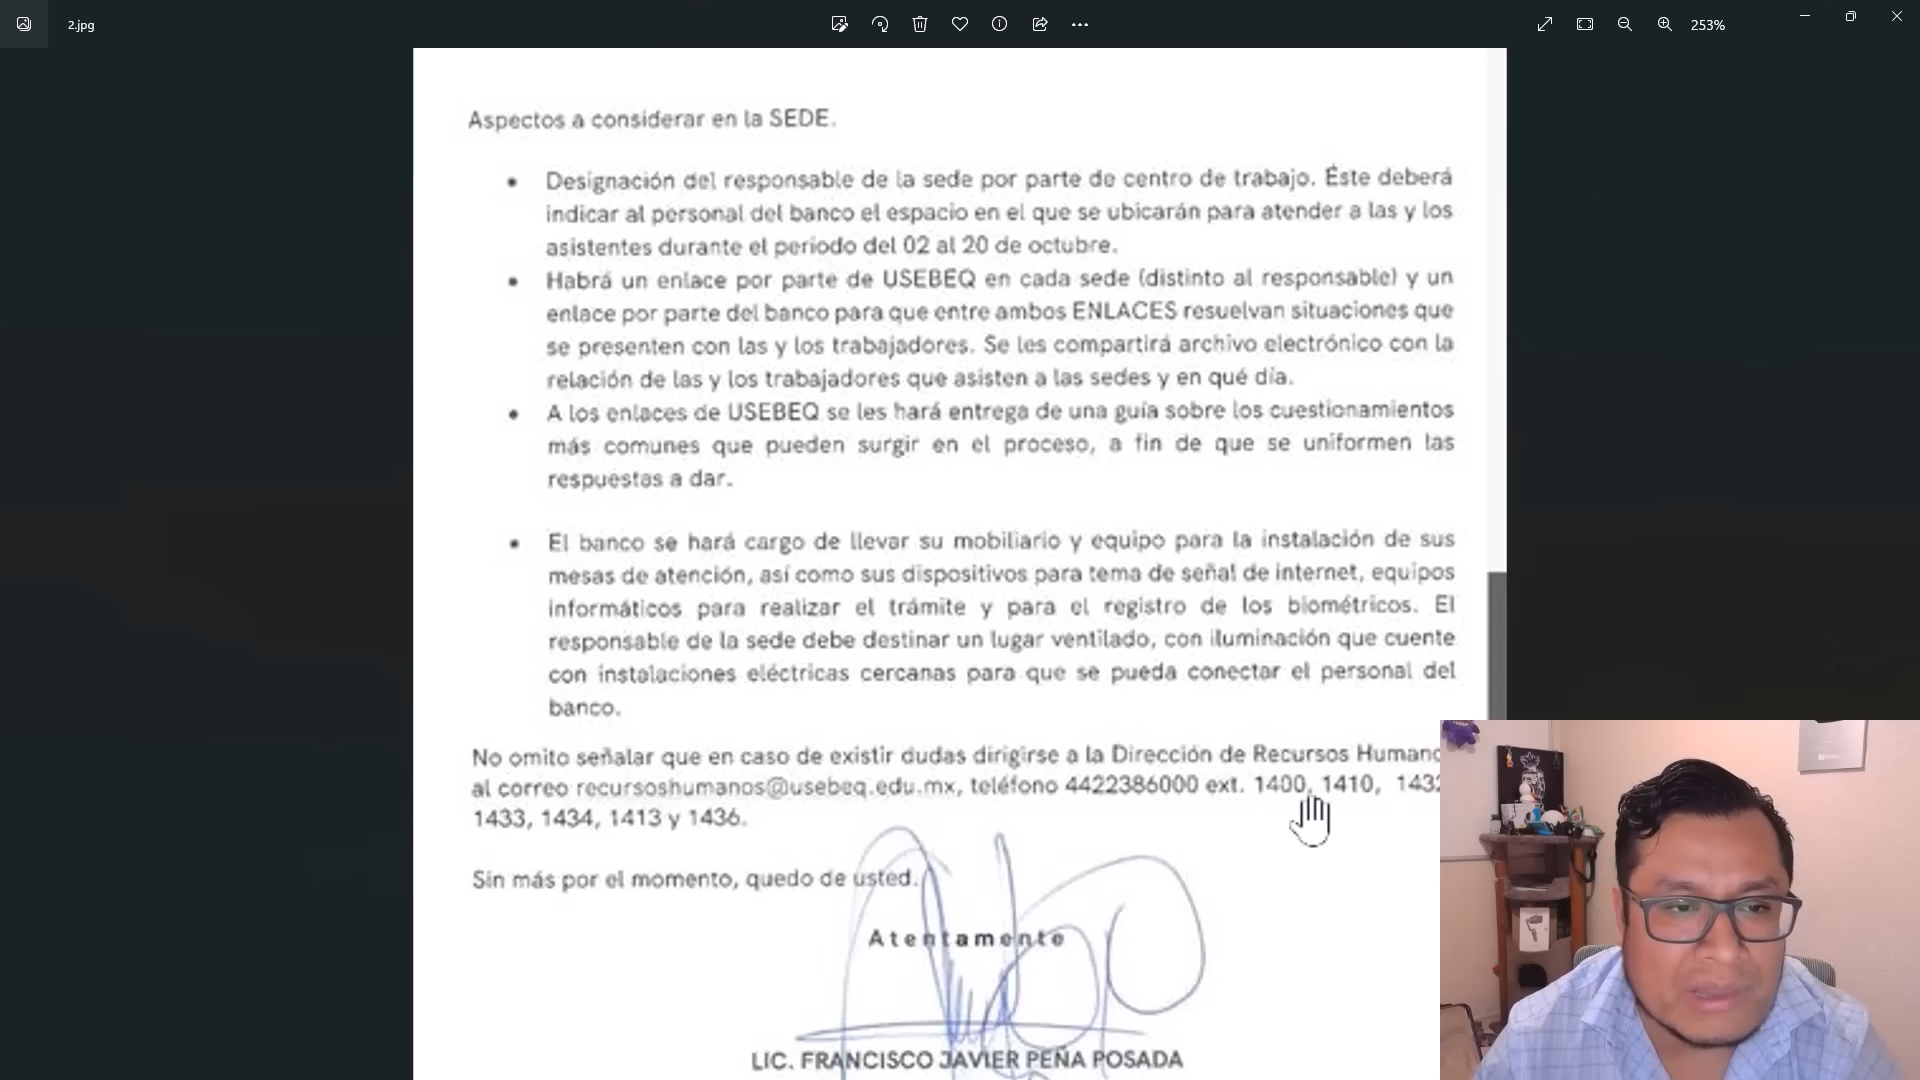 2.jpg
253%
Aspectos a considerar en la SEDE.
• Designación del responsable de la sede por parte de centro de trabajo. Éste deberá
indicar al personal del banco el espacio en el que se ubicarán para atender a las y los
asistentes durante el periodo del 02 al 20 de octubre.
• Habrá un enlace por parte de USEBEQ en cada sede (distinto al responsable) y un
enlace por parte del banco para que entre ambos ENLACES resuelvan situaciones que
se presenten con las y los trabajadores. Se les compartirá archivo electrónico con la
relación de las y los trabajadores que asisten a las sedes y en qué día.
• A los enlaces de USEBEQ se les hará entrega de una guía sobre los cuestionamientos
más comunes que pueden surgir en el proceso, a fin de que se uniformen las
respuestas a dar.
• El banco se hará cargo de llevar su mobiliario y equipo para la instalación de sus
mesas de atención, así como sus dispositivos para tema de señal de internet, equipos
informáticos para realizar el trámite y para el registro de los biométricos. El
responsable de la sede debe destinar un lugar ventilado, con iluminación que cuente
con instalaciones eléctricas cercanas para que se pueda conectar el personal del
banco.
No omito señalar que en caso de existir dudas dirigirse a la Dirección de Recursos Humano
al correo recursoshumanos@usebeq.edu.mx, teléfono 4422386000 ext. 1400, 1410, 1432
1433, 1434, 1413 y 1436.
Sin más por el momento, quedo de usted.
Atentamente
LIC. FRANCISCO JAVIER PEÑA POSADA